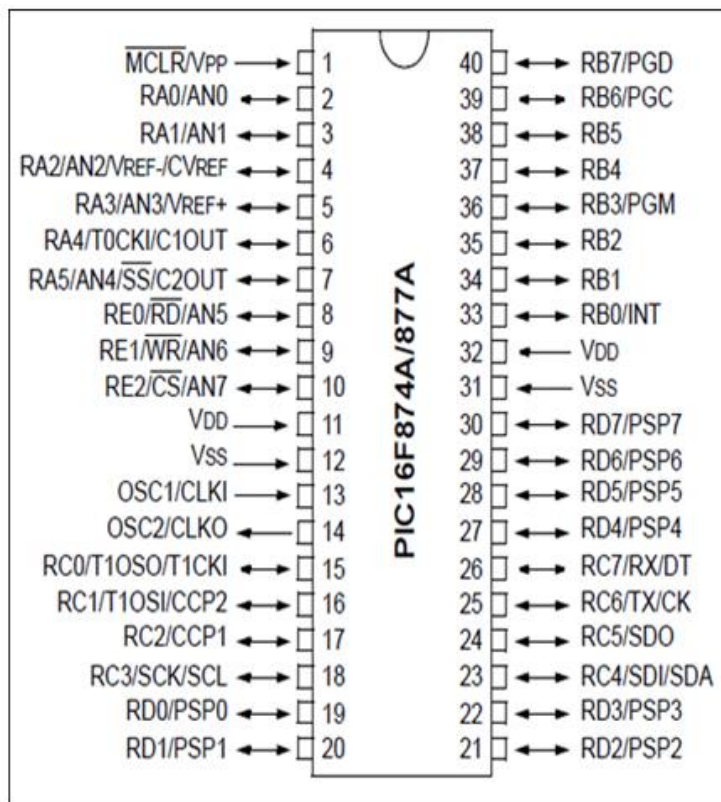 MCLR/VPP 1 40 RB7/PGD
RA0/AN0 2 39 RB6/PGC
RA1/AN1 3 38 RB5
RA2/AN2/VREF-/CVREF 4 37 RB4
RA3/AN3/VREF+ 5 36 RB3/PGM
RA4/T0CKI/C1OUT 6 35 RB2
RA5/AN4/SS/C2OUT 7 34 RB1
RE0/RD/AN5 8 33 RB0/INT
RE1/WR/AN6 9 32 VDD
RE2/CS/AN7 10 31 VSS
VDD 11 30 RD7/PSP7
VSS 12 29 RD6/PSP6
OSC1/CLKI 13 28 RD5/PSP5
OSC2/CLKO 14 27 RD4/PSP4
RC0/T1OSO/T1CKI 15 26 RC7/RX/DT
RC1/T1OSI/CCP2 16 25 RC6/TX/CK
RC2/CCP1 17 24 RC5/SDO
RC3/SCK/SCL 18 23 RC4/SDI/SDA
RD0/PSP0 19 22 RD3/PSP3
RD1/PSP1 20 21 RD2/PSP2
PIC16F874A/877A